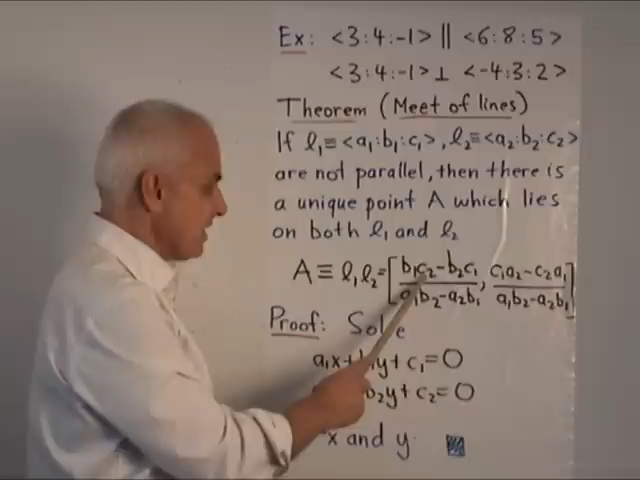 Ex: <3:4:-1> || <6:8:5>
<3:4:-1> ⊥ <-4:3:2>
Theorem (Meet of lines)
If ℓ₁≡<a₁:b₁:c₁>, ℓ₂≡<a₂:b₂:c₂>
are not parallel, then there is
a unique point A which lies
on both ℓ₁ and ℓ₂
A ≡ ℓ₁ℓ₂ = [(b₁c₂-b₂c₁)/(a₁b₂-a₂b₁), (c₁a₂-c₂a₁)/(a₁b₂-a₂b₁)]
Proof: Solve
a₁x+b₁y+c₁=0
b₂y+c₂=0
x and y.